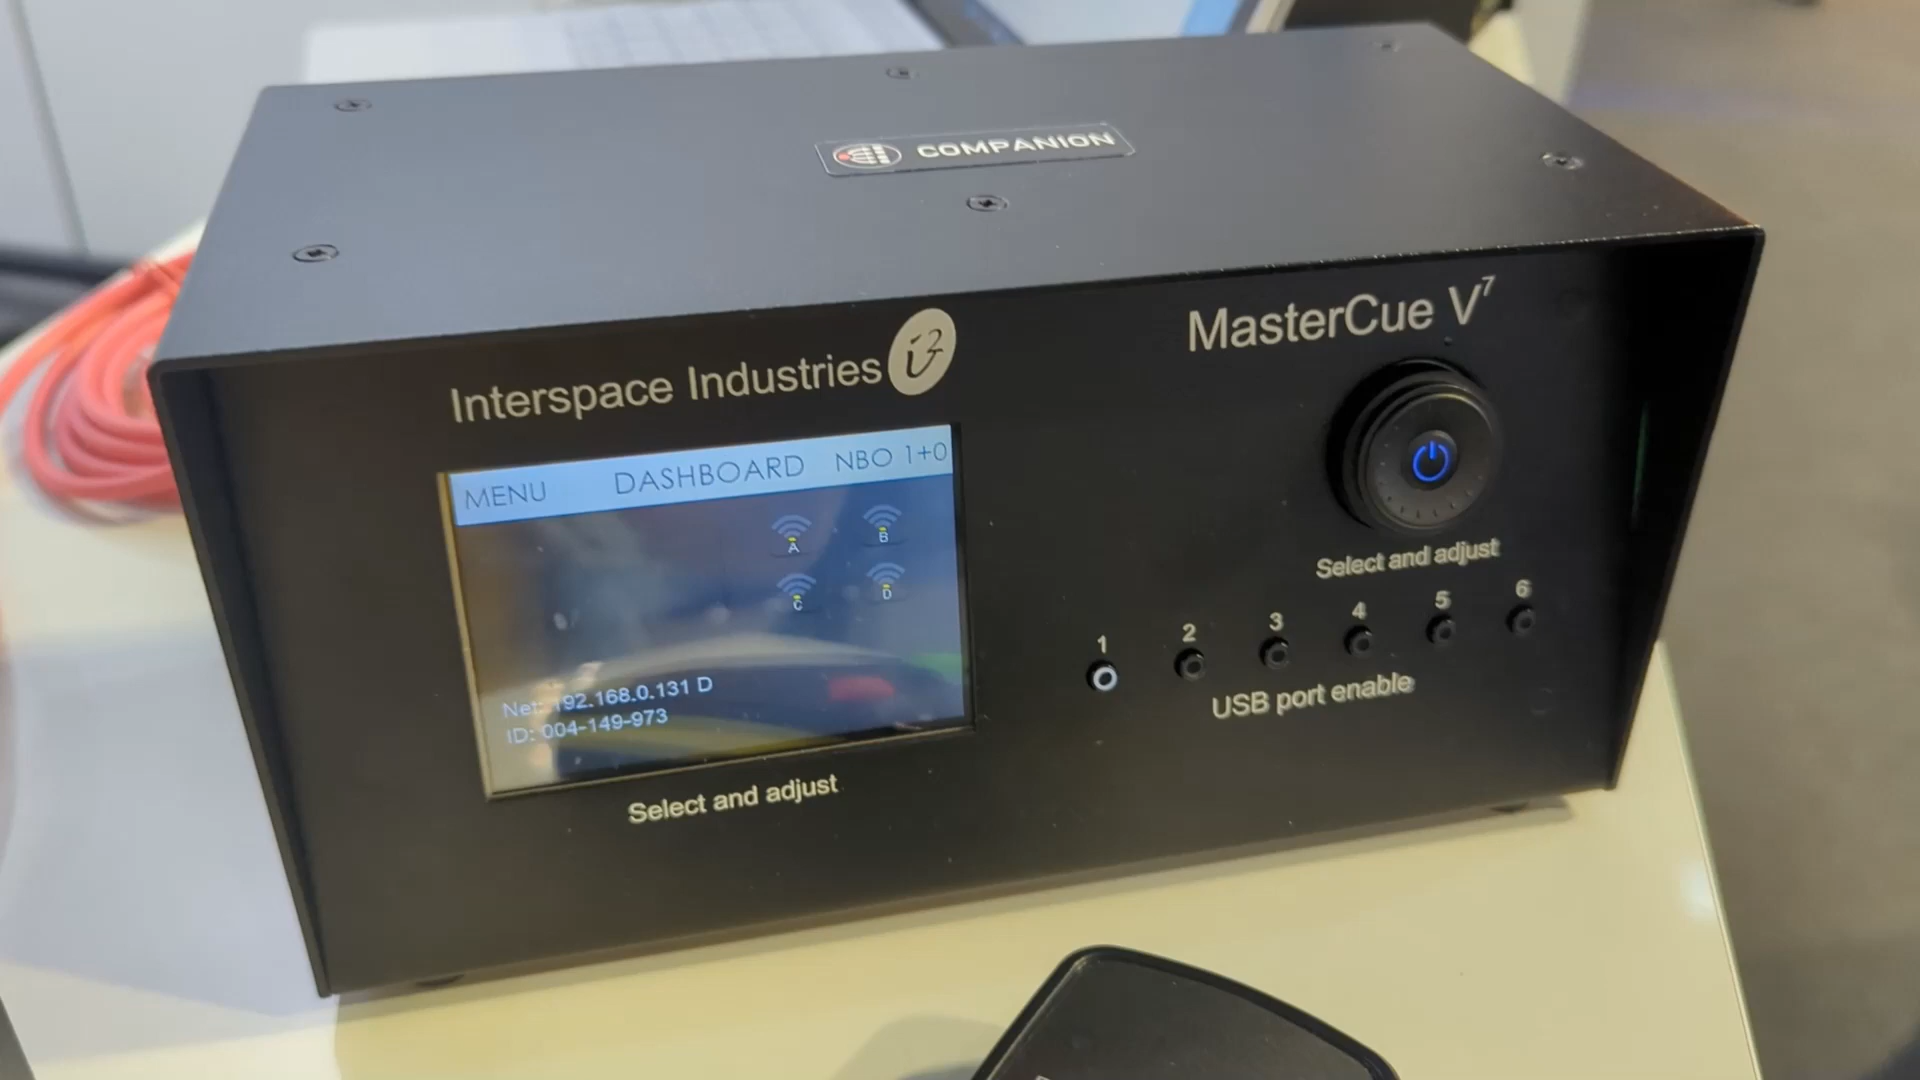 COMPANION
MasterCue V7
Interspace Industries i2
MENU DASHBOARD NBO 1+0
A B
C D
Net: 192.168.0.131 D
ID: 004-149-973
Select and adjust
Select and adjust
1 2 3 4 5 6
USB port enable